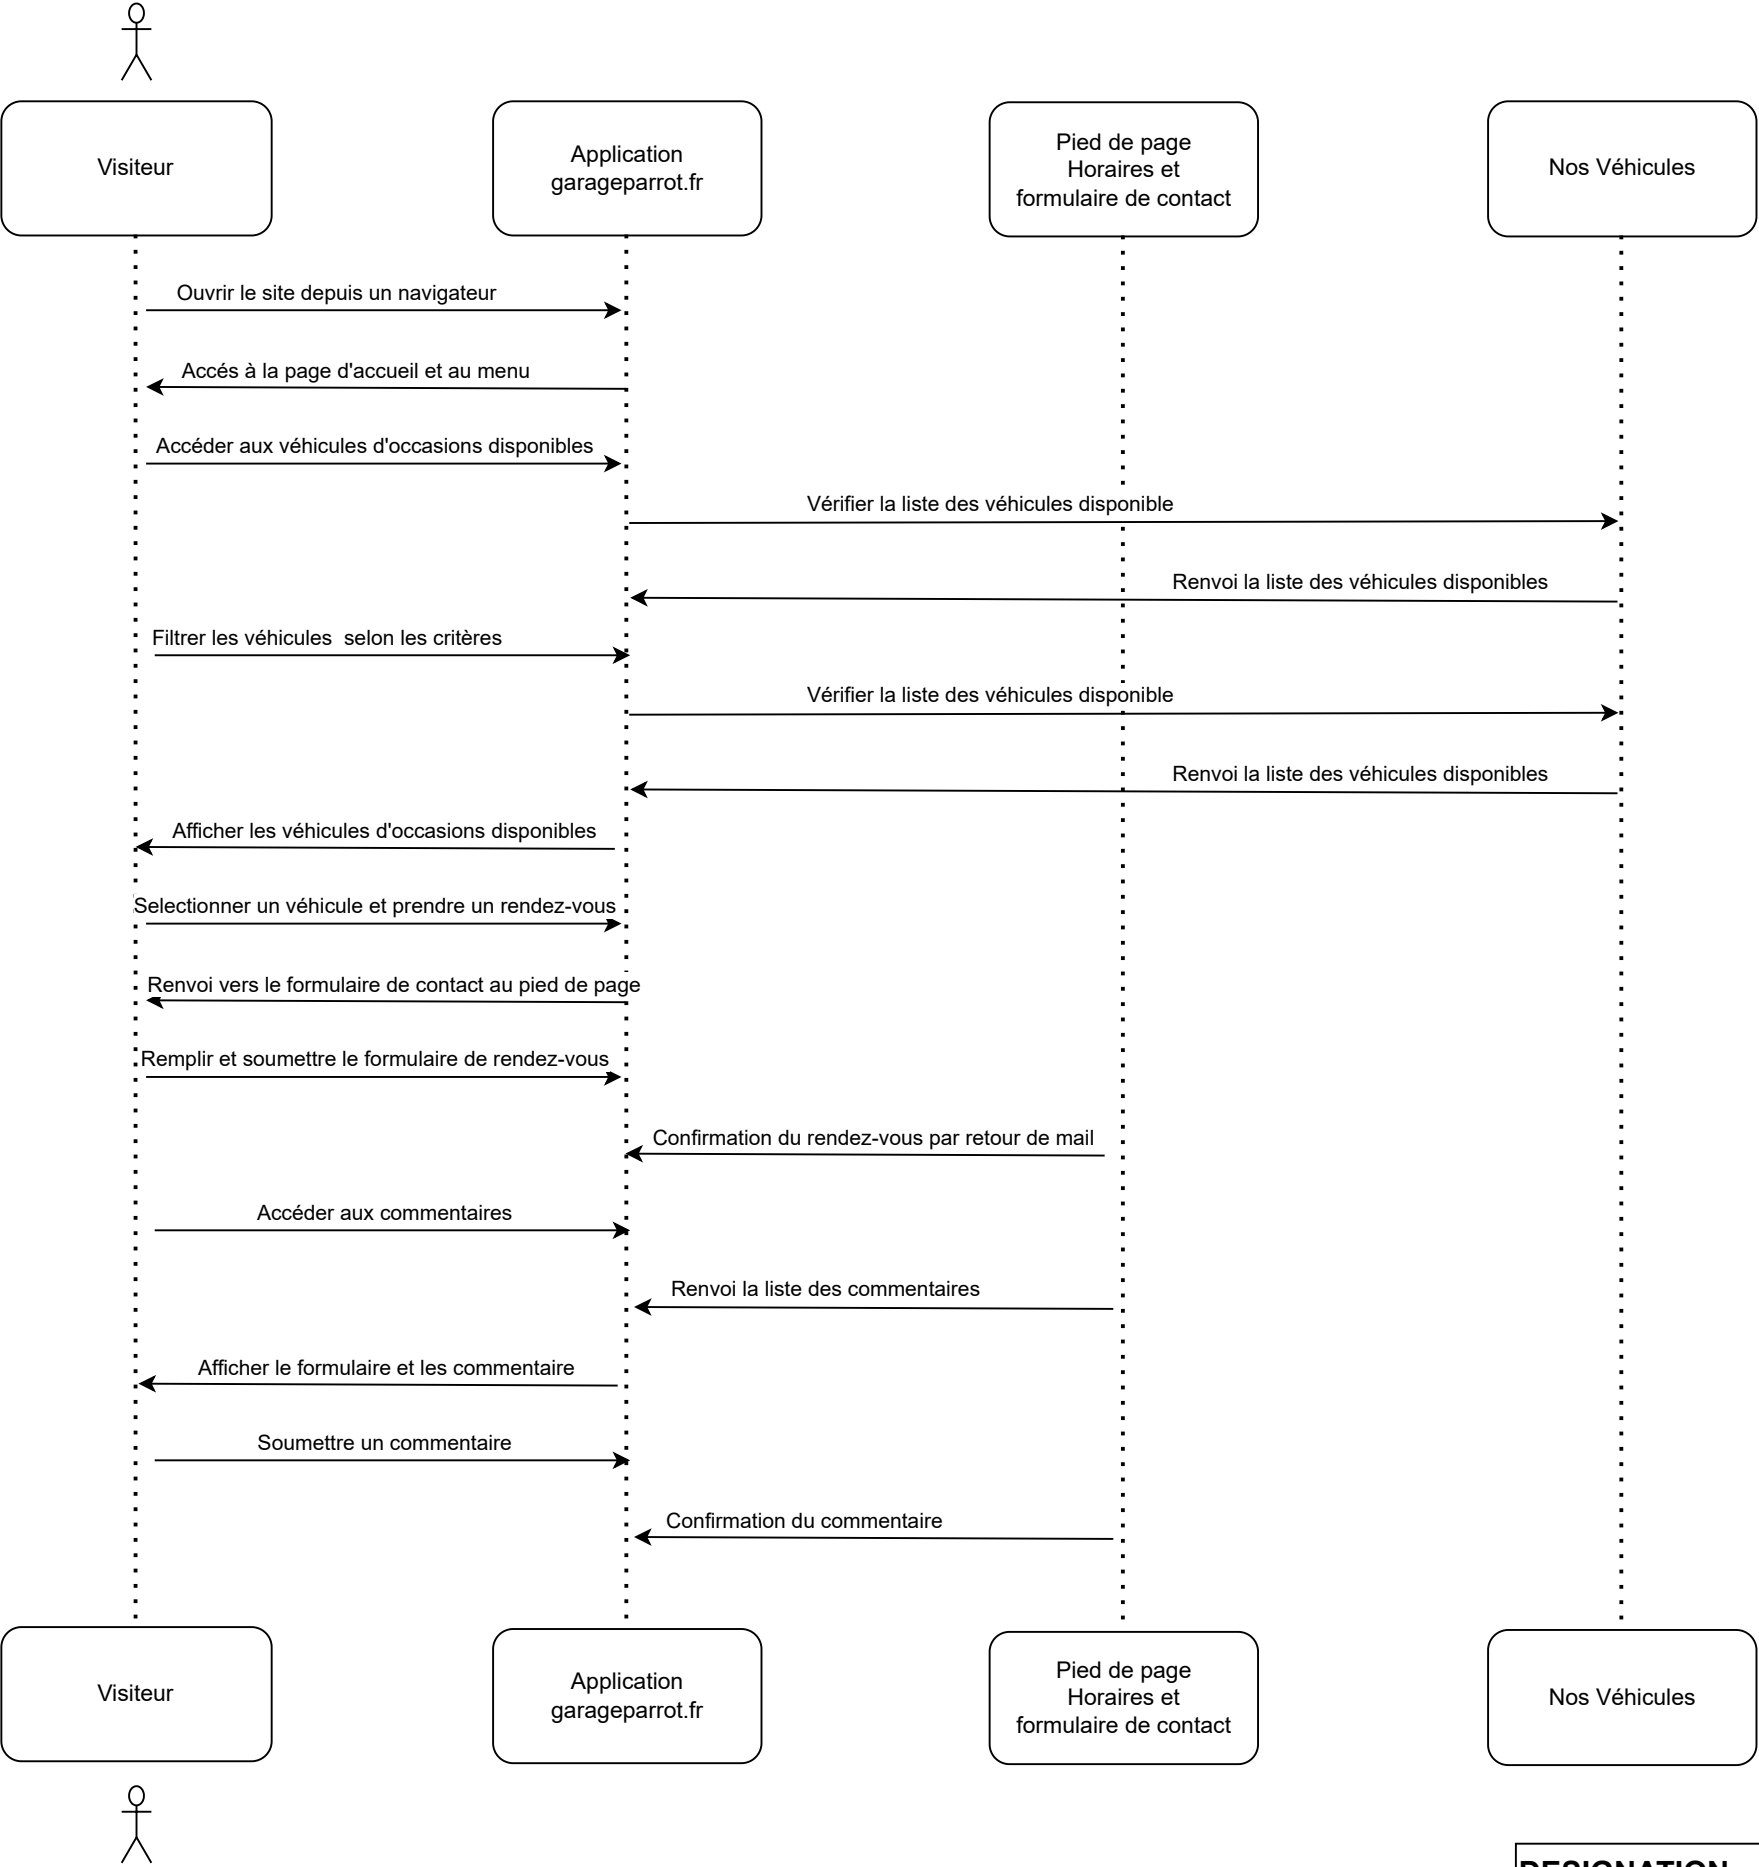 Visiteur
Application
garageparrot.fr
Pied de page
Horaires et
formulaire de contact
Nos Véhicules
Ouvrir le site depuis un navigateur
Accés à la page d'accueil et au menu
Accéder aux véhicules d'occasions disponibles
Vérifier la liste des véhicules disponible
Renvoi la liste des véhicules disponibles
Filtrer les véhicules  selon les critères
Vérifier la liste des véhicules disponible
Renvoi la liste des véhicules disponibles
Afficher les véhicules d'occasions disponibles
Selectionner un véhicule et prendre un rendez-vous
Renvoi vers le formulaire de contact au pied de page
Remplir et soumettre le formulaire de rendez-vous
Confirmation du rendez-vous par retour de mail
Accéder aux commentaires
Renvoi la liste des commentaires
Afficher le formulaire et les commentaire
Soumettre un commentaire
Confirmation du commentaire
Visiteur
Application
garageparrot.fr
Pied de page
Horaires et
formulaire de contact
Nos Véhicules
DESIGNATION